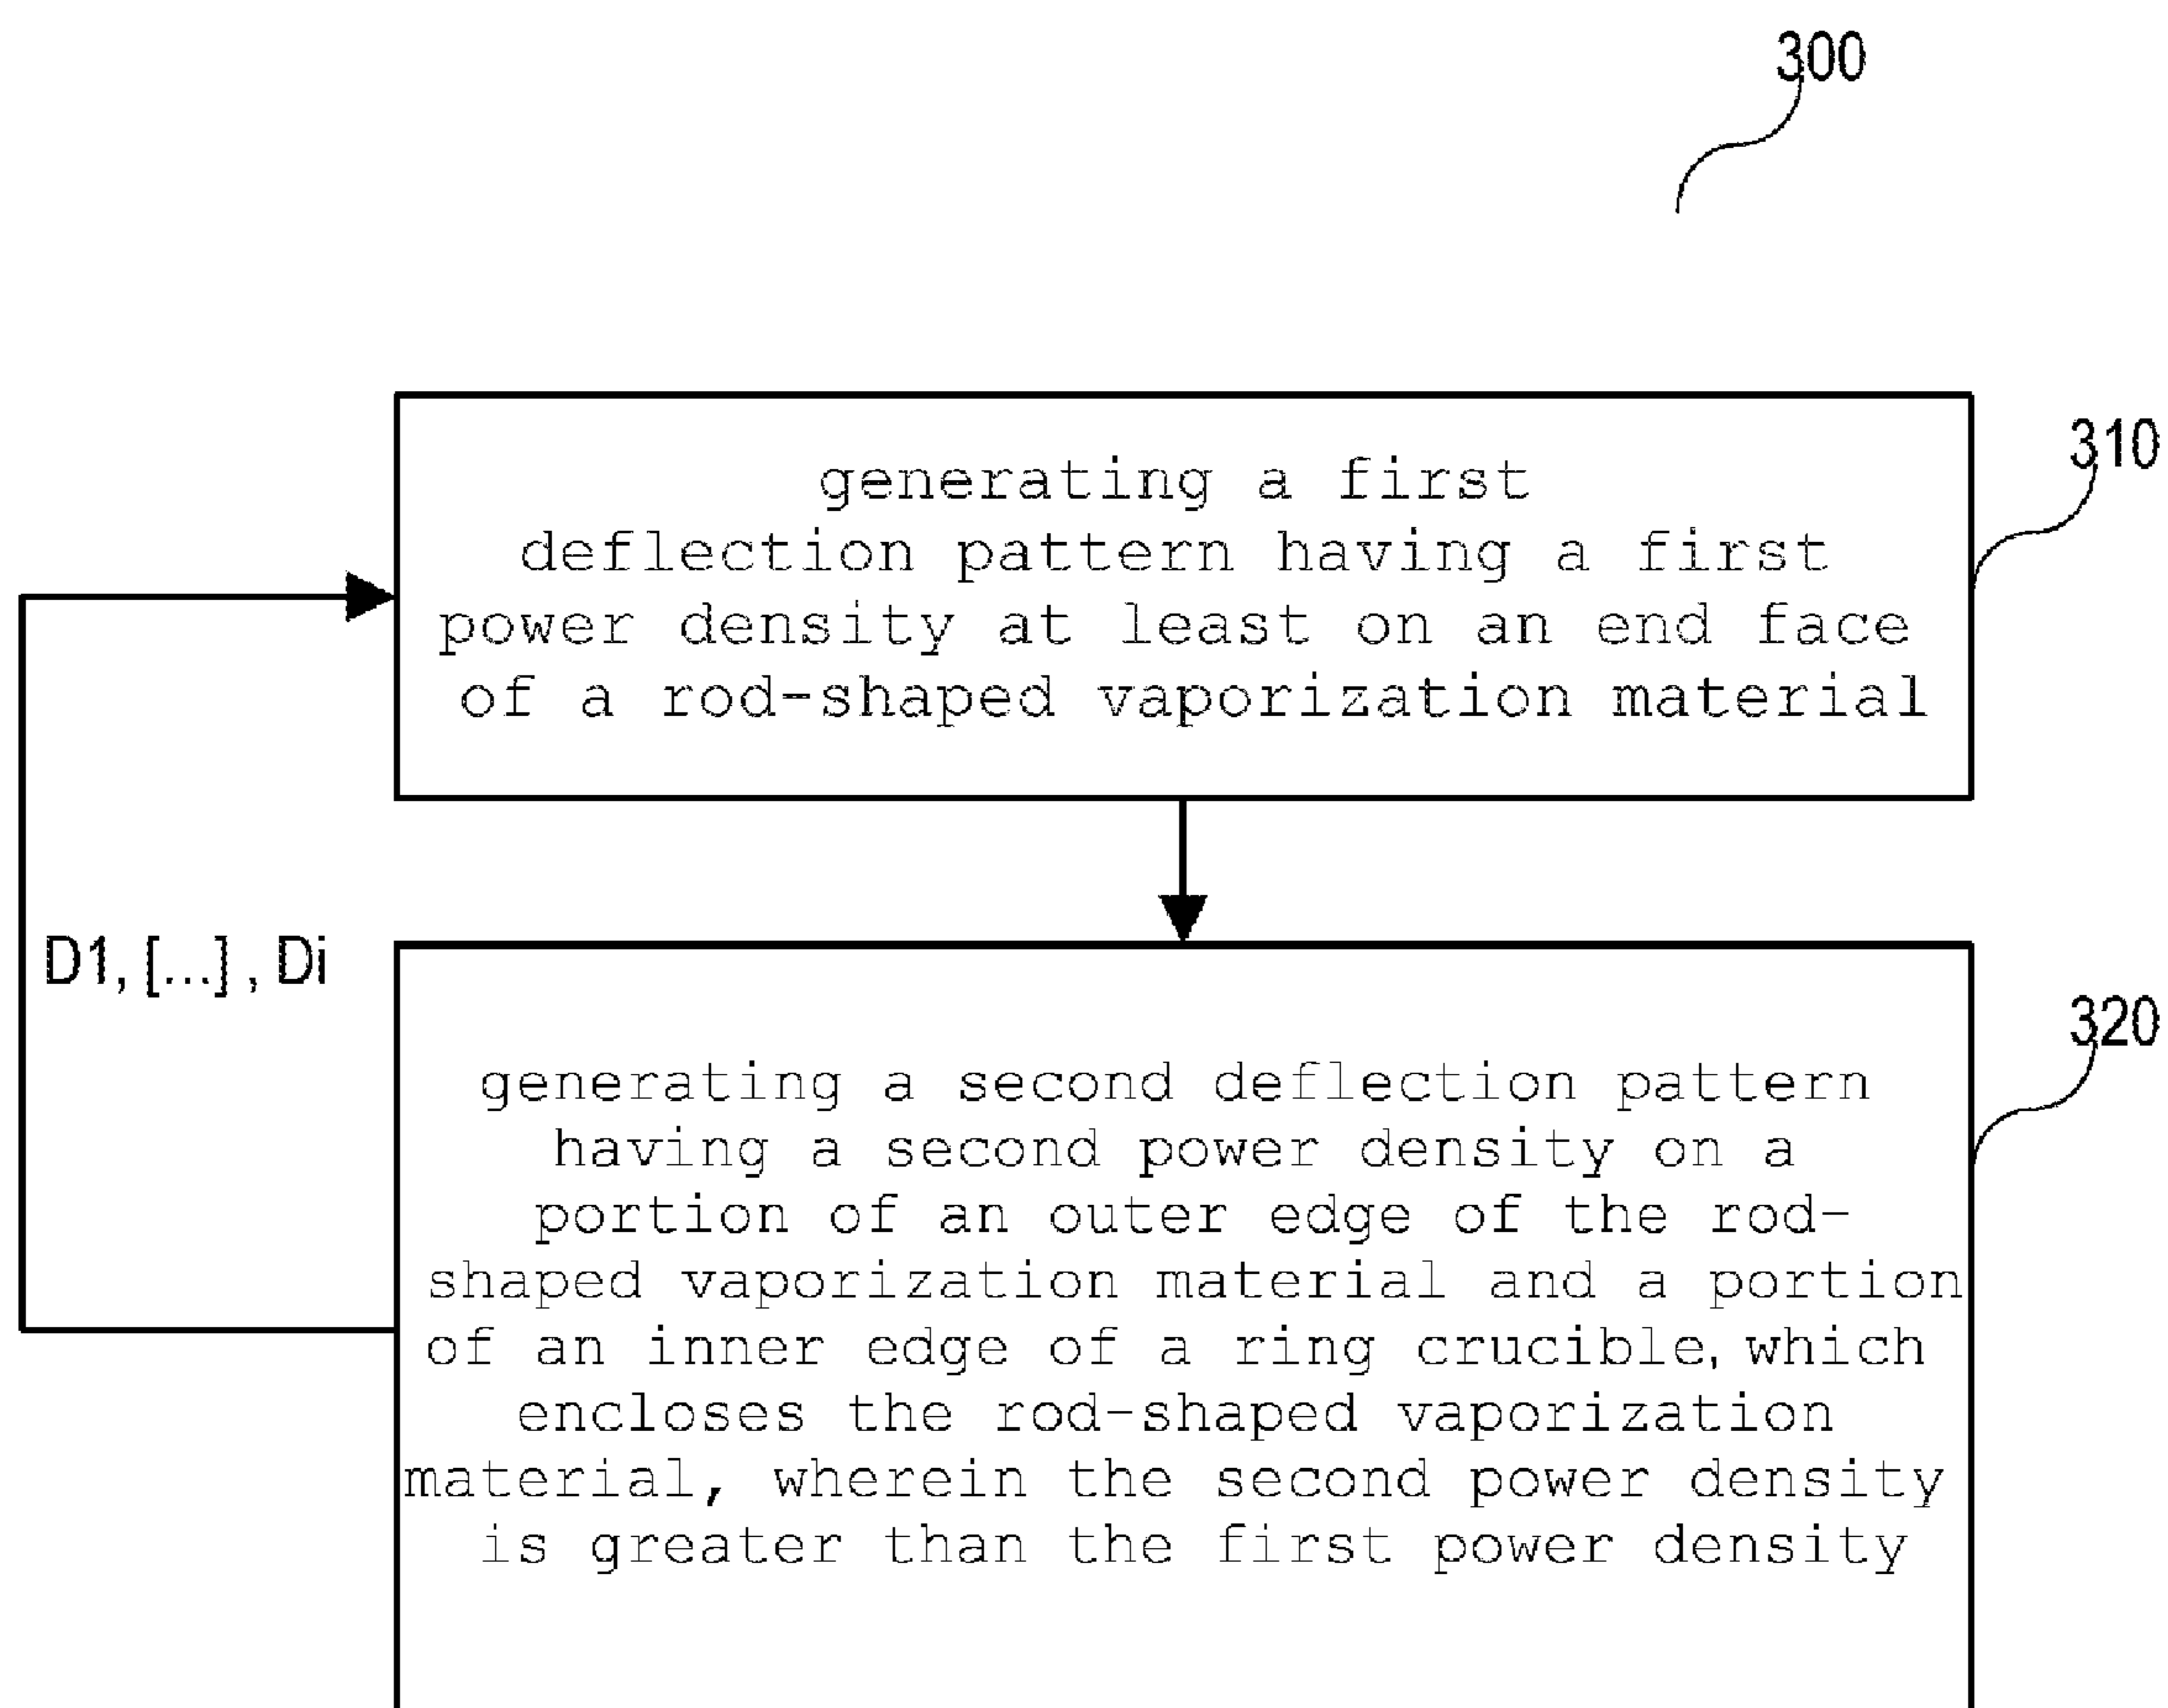 300
310
generating a first
deflection pattern having a first
power density at least on an end face
of a rod-shaped vaporization material
D1, [...] , Di
320
generating a second deflection pattern
having a second power density on a
portion of an outer edge of the rod-
shaped vaporization material and a portion
of an inner edge of a ring crucible, which
encloses the rod-shaped vaporization
material, wherein the second power density
is greater than the first power density